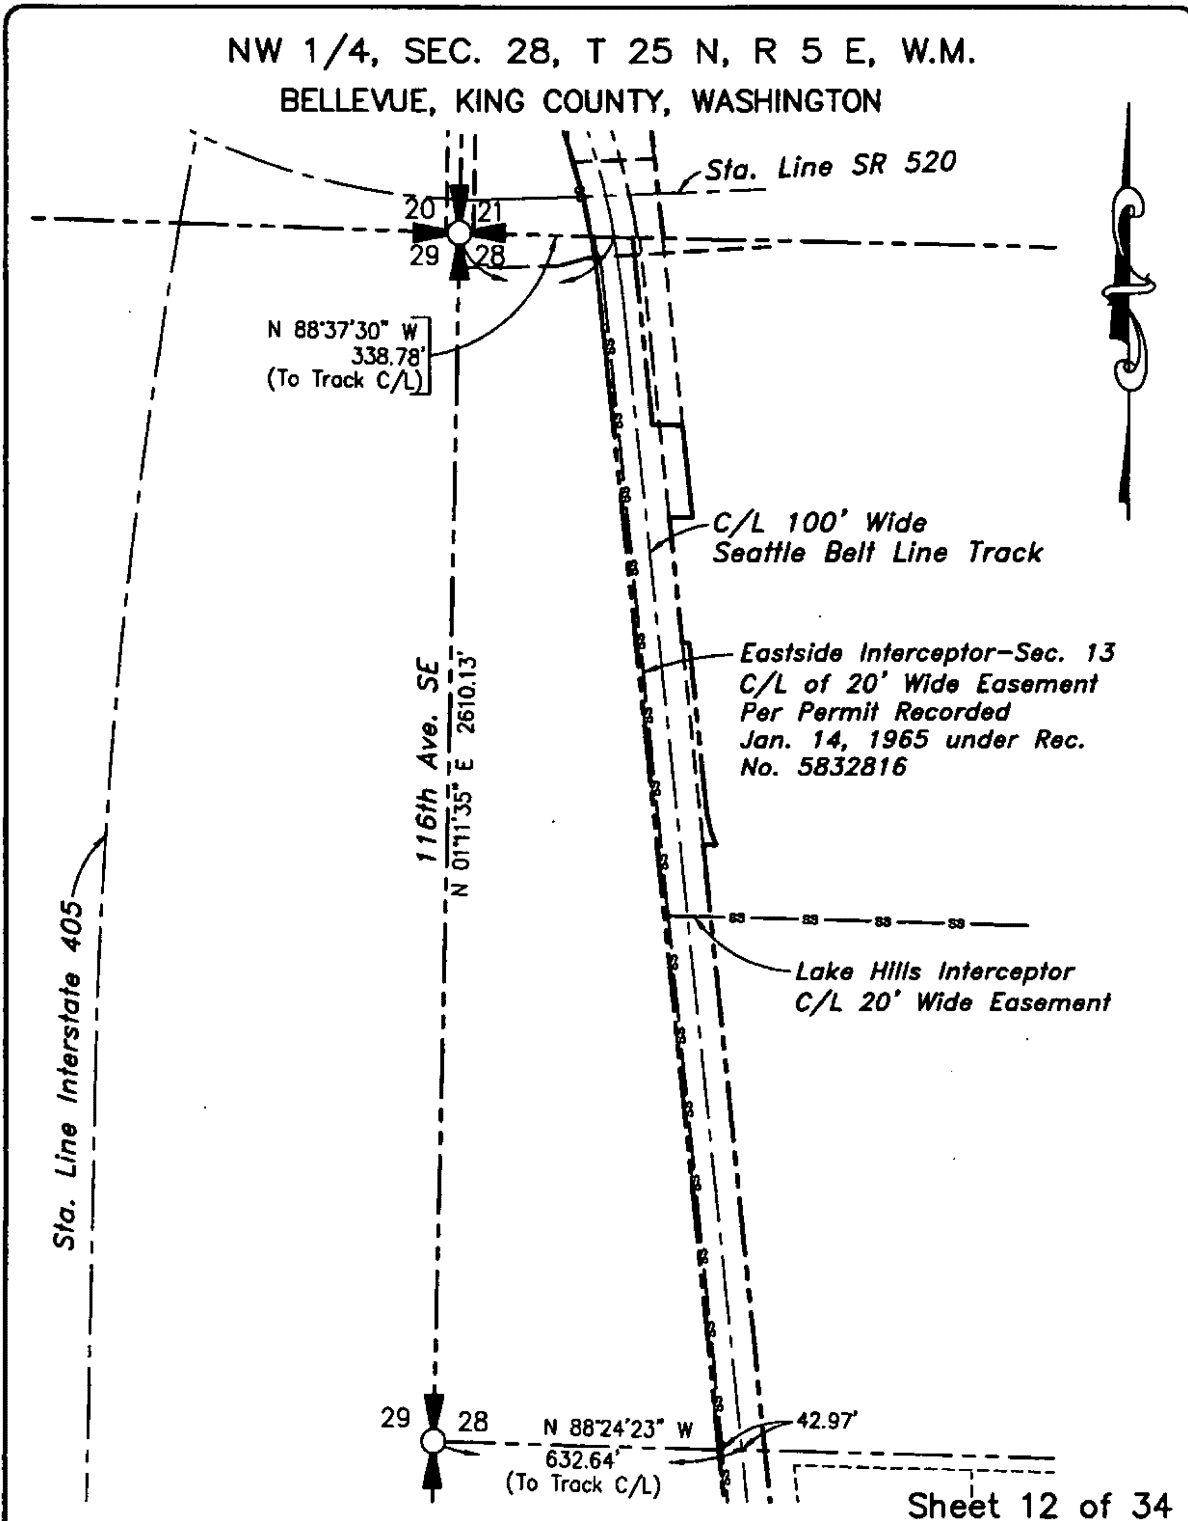 NW 1/4, SEC. 28, T 25 N, R 5 E, W.M.
BELLEVUE, KING COUNTY, WASHINGTON
Sta. Line SR 520
20 21
29 28
N 88°37'30" W
338.78'
(To Track C/L)
C/L 100' Wide
Seattle Belt Line Track
Eastside Interceptor-Sec. 13
C/L of 20' Wide Easement
Per Permit Recorded
Jan. 14, 1965 under Rec.
No. 5832816
116th Ave. SE
N 01°11'35" E 2610.13'
Sta. Line Interstate 405
SS SS SS SS
Lake Hills Interceptor
C/L 20' Wide Easement
29 28
N 88°24'23" W
632.64'
(To Track C/L)
42.97'
Sheet 12 of 34